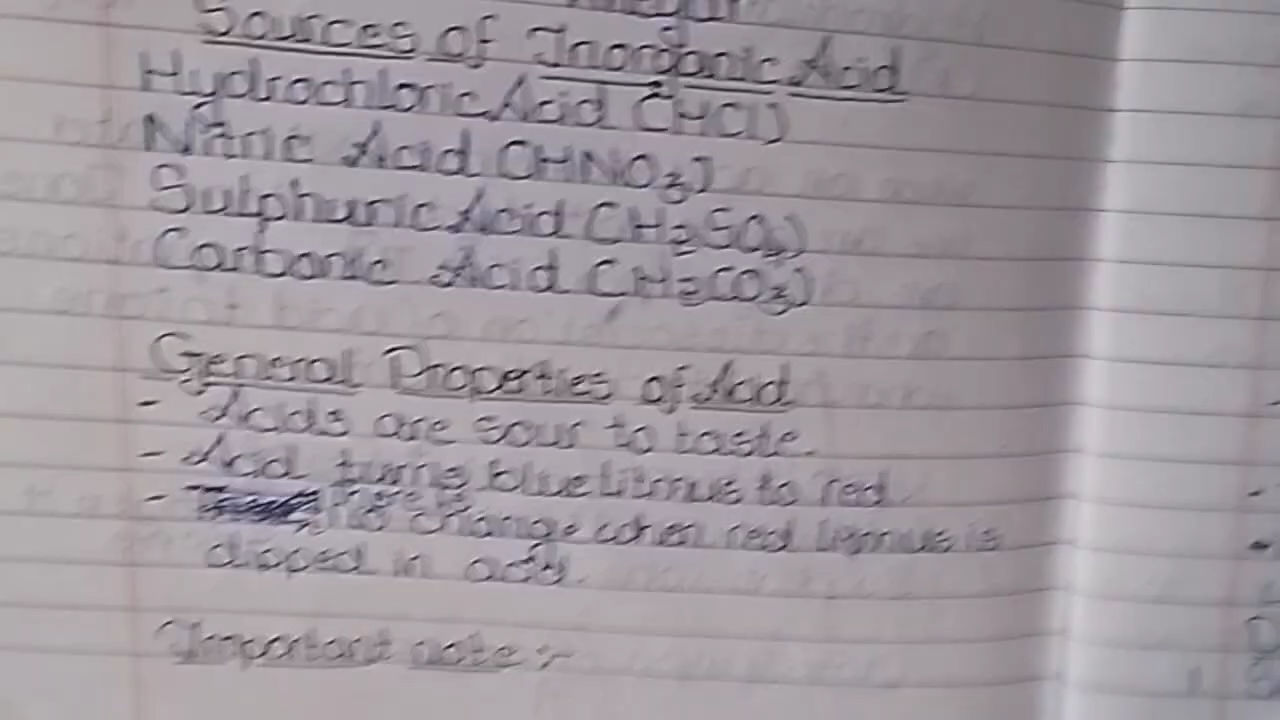 Sources of Inorganic Acid
Hydrochloric Acid (HCl)
Nitric Acid (HNO3)
Sulphuric Acid (H2SO4)
Carbonic Acid (H2CO3)
General Properties of Acid
- Acids are sour to taste.
- Acid turns blue litmus to red.
- There is no change when red litmus is
dipped in acid.
Important note :-